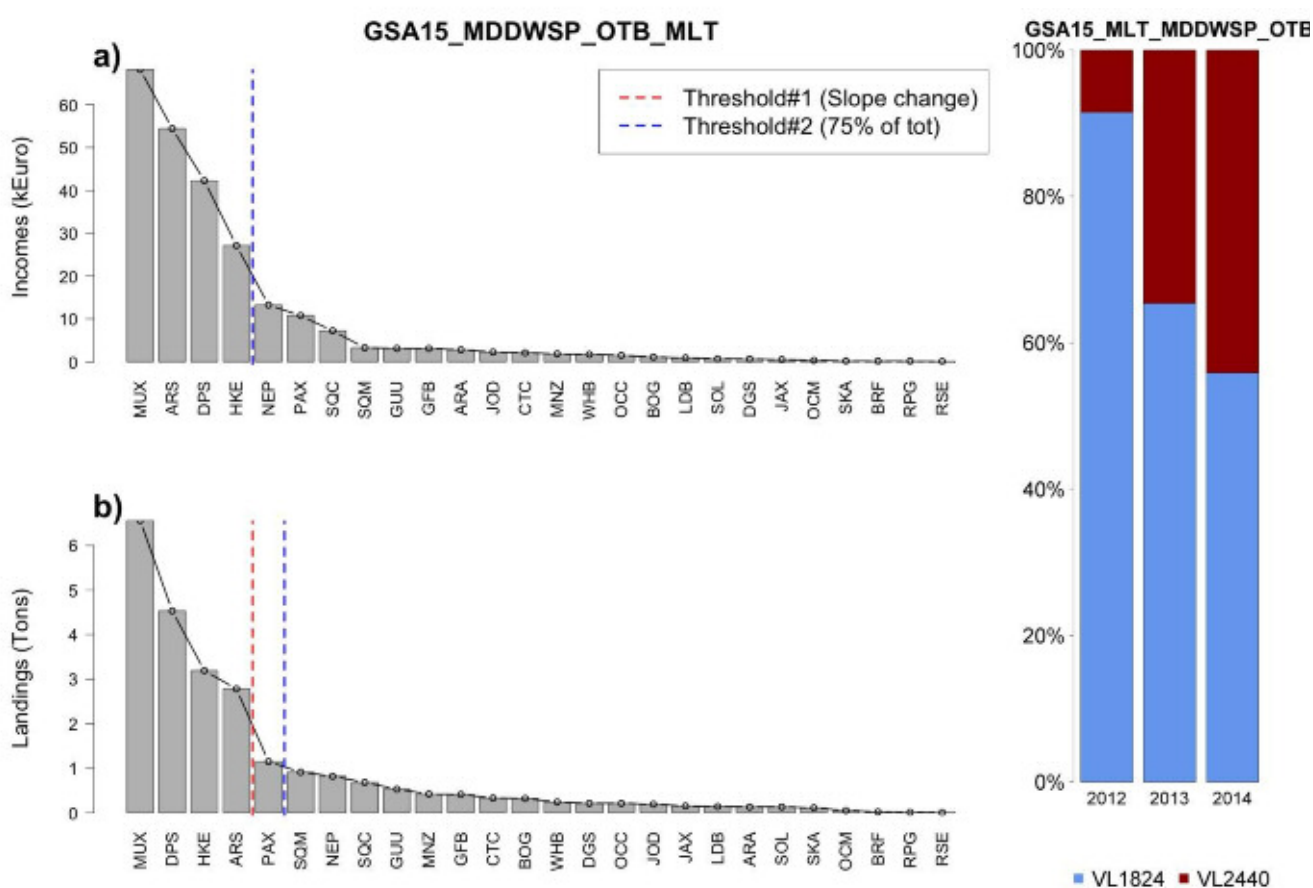 GSA15_MDDWSP_OTB_MLT
a)
Incomes (kEuro)
60
50
40
30
20
10
0
Threshold#1 (Slope change)
Threshold#2 (75% of tot)
MUX ARS DPS HKE NEP PAX SQC SQM GUU GFB ARA JOD CTC MNZ WHB OCC BOG LDB SOL DGS JAX OCM SKA BRF RPG RSE
b)
Landings (Tons)
6
5
4
3
2
1
0
MUX DPS HKE ARS PAX SQM NEP SQC GUU MNZ GFB CTC BOG WHB DGS OCC JOD JAX LDB ARA SOL SKA OCM BRF RPG RSE
GSA15_MLT_MDDWSP_OTB
100%
80%
60%
40%
20%
0%
2012 2013 2014
VL1824 VL2440